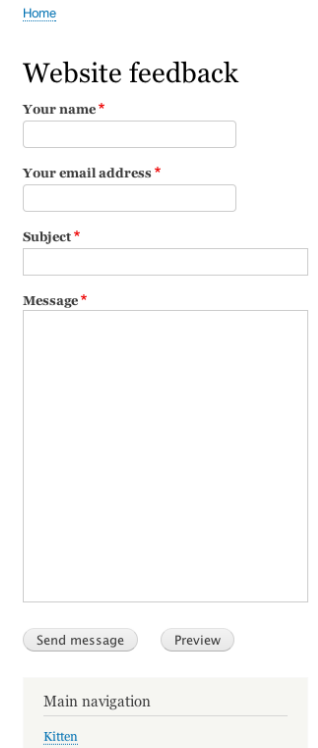 Home
Website feedback
Your name *
Your email address *
Subject *
Message *
Send message Preview
Main navigation
Kitten